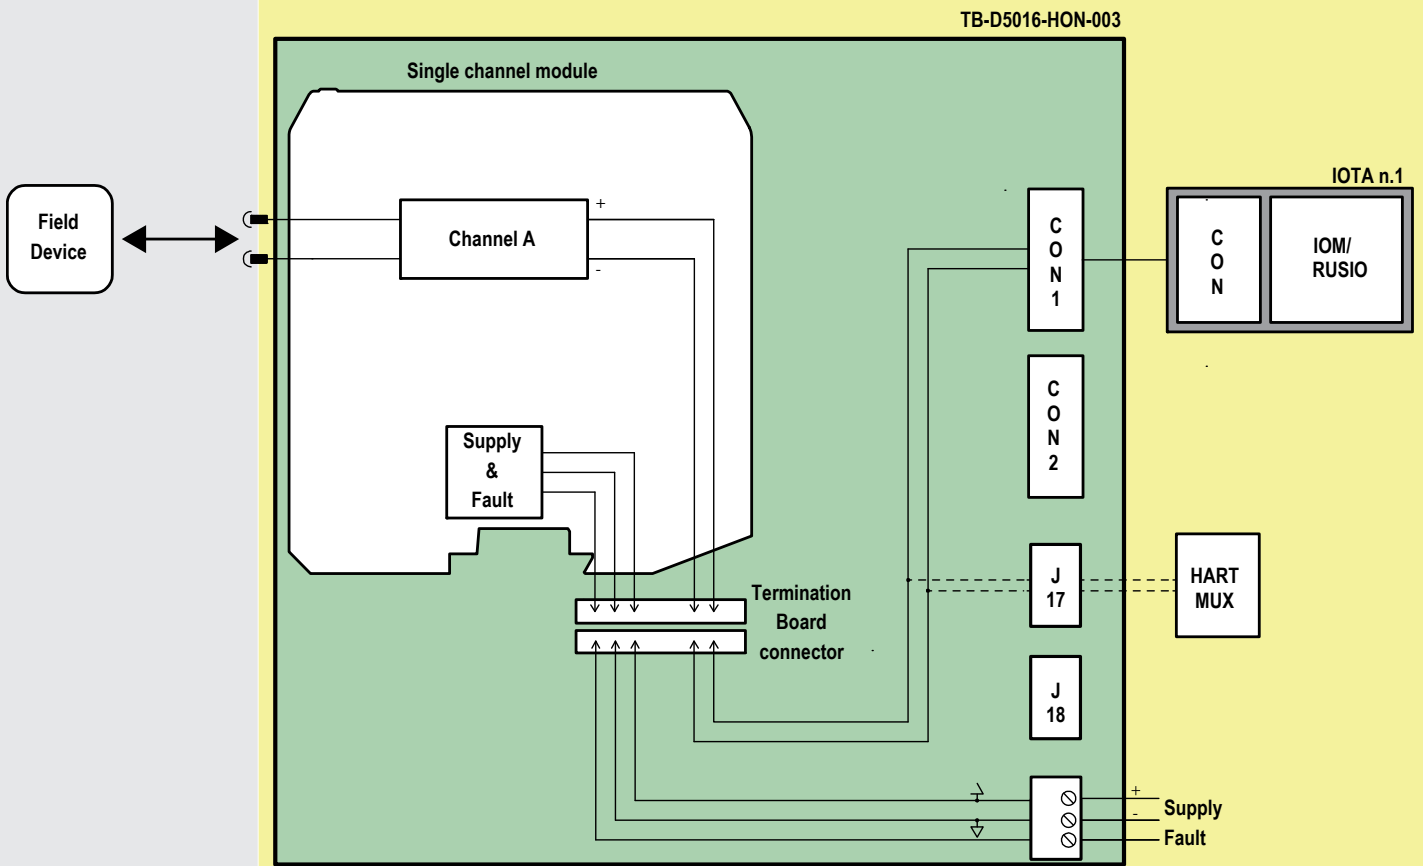 TB-D5016-HON-003
Single channel module
IOTA n.1
Field
Device
Channel A
+
-
C
O
N
1
C
O
N
IOM/
RUSIO
C
O
N
2
Supply
&
Fault
J
17
HART
MUX
Termination
Board
connector
J
18
+
Supply
-
Fault